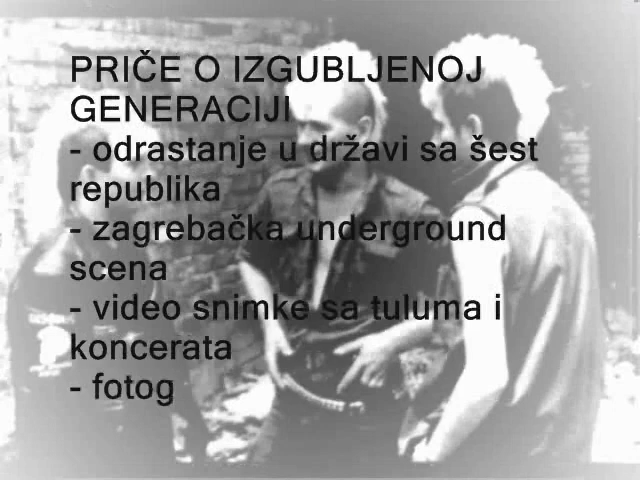 PRIČE O IZGUBLJENOJ
GENERACIJI
- odrastanje u državi sa šest
republika
- zagrebačka underground
scena
- video snimke sa tuluma i
koncerata
- fotog